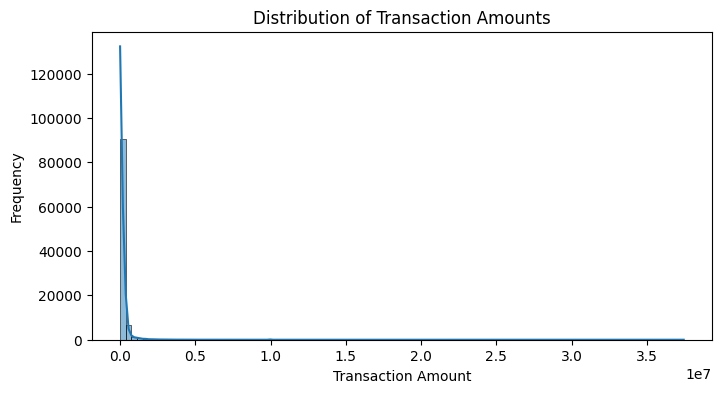 Distribution of Transaction Amounts
120000
100000
80000
60000
40000
20000
0
Frequency
0.0 0.5 1.0 1.5 2.0 2.5 3.0 3.5
1e7
Transaction Amount